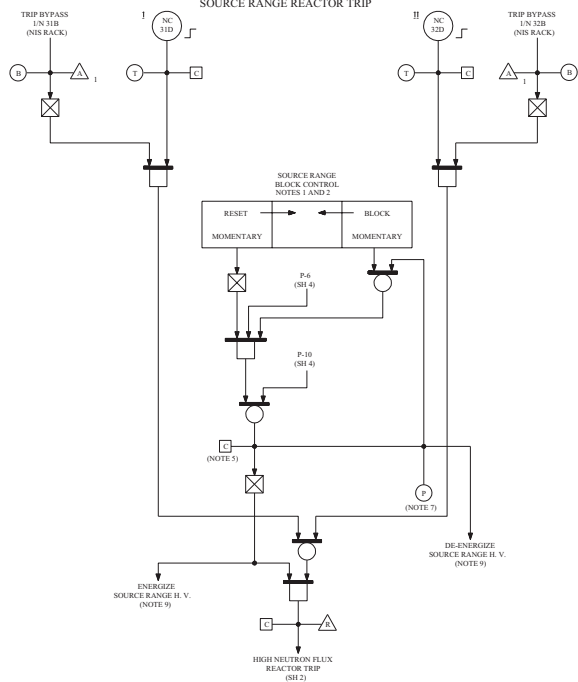 SOURCE RANGE REACTOR TRIP
TRIP BYPASS
1/N 31B
(NIS RACK)
I
NC
31D
II
NC
32D
TRIP BYPASS
1/N 32B
(NIS RACK)
B
A
1
T
C
T
C
A
1
B
SOURCE RANGE
BLOCK CONTROL
NOTES 1 AND 2
RESET
BLOCK
MOMENTARY
MOMENTARY
P-6
(SH 4)
P-10
(SH 4)
C
(NOTE 5)
P
(NOTE 7)
DE-ENERGIZE
SOURCE RANGE H. V.
(NOTE 9)
ENERGIZE
SOURCE RANGE H. V.
(NOTE 9)
C
R
HIGH NEUTRON FLUX
REACTOR TRIP
(SH 2)